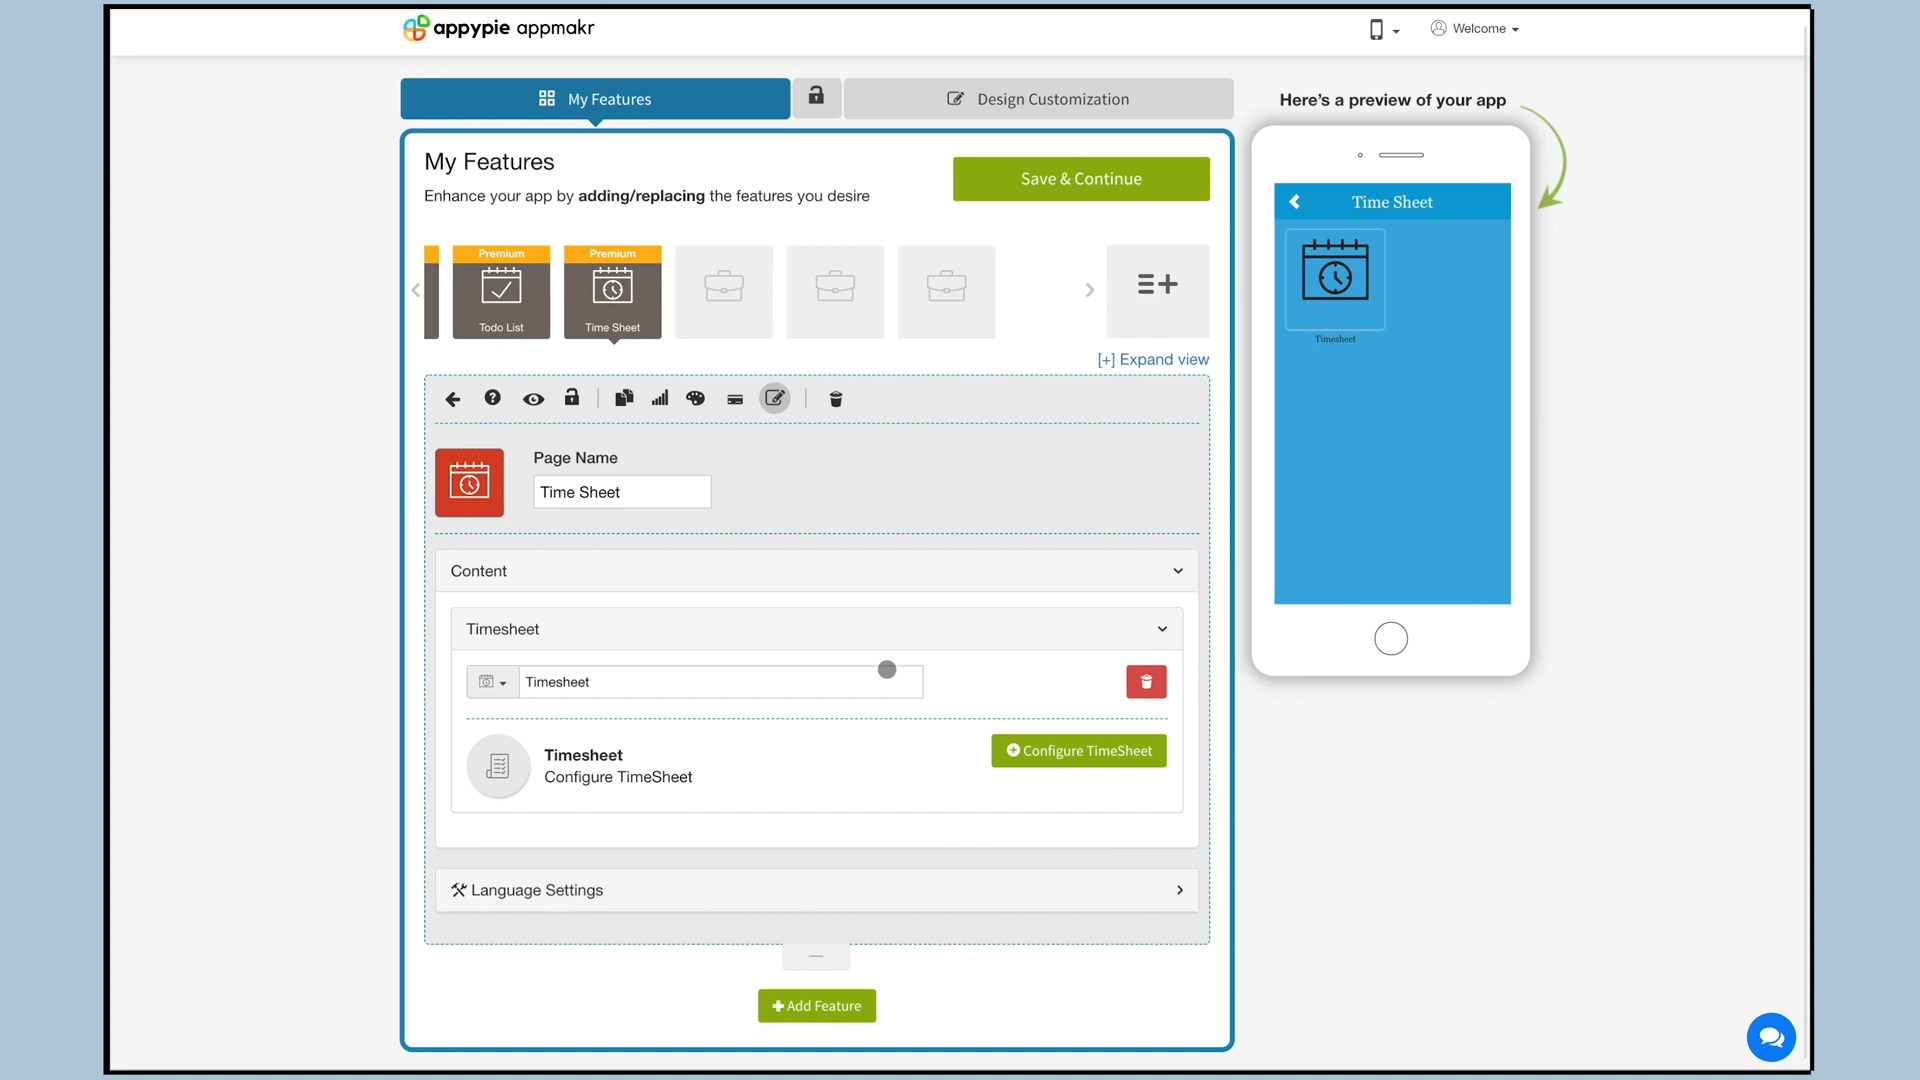 appypie appmakr
Welcome
My Features
Design Customization
Here's a preview of your app
My Features
Save & Continue
Enhance your app by adding/replacing the features you desire
Time Sheet
Premium
Premium
Todo List
Time Sheet
Timesheet
[+] Expand view
Page Name
Time Sheet
Content
Timesheet
Timesheet
Timesheet
Configure TimeSheet
Configure TimeSheet
Language Settings
Add Feature